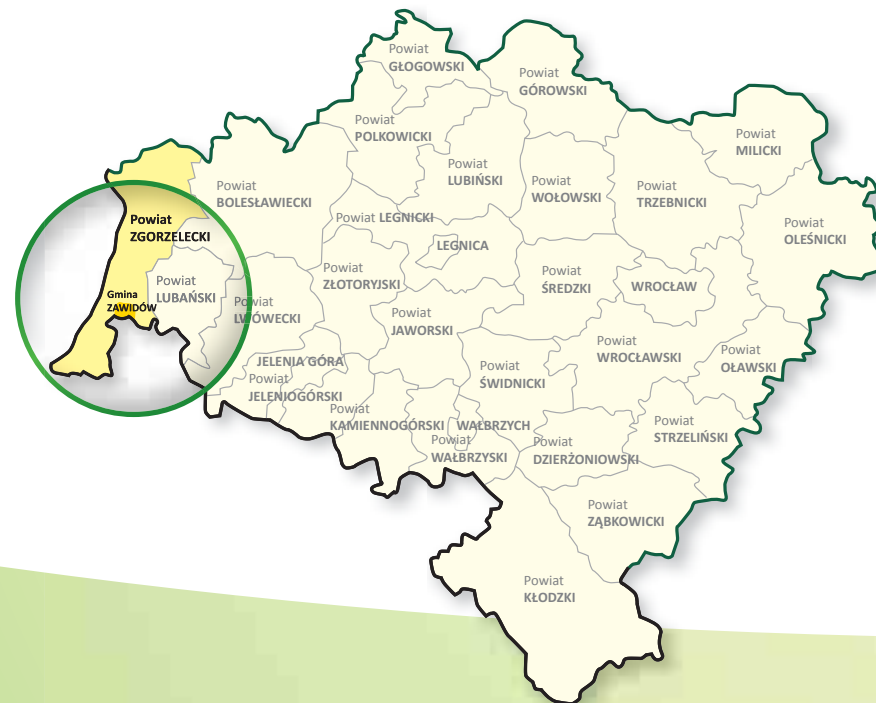 Powiat
GŁOGOWSKI
Powiat
GÓROWSKI
Powiat
POLKOWICKI
Powiat
MILICKI
Powiat
LUBIŃSKI
Powiat
WOŁOWSKI
Powiat
TRZEBNICKI
Powiat
BOLESŁAWIECKI
Powiat LEGNICKI
Powiat
OLEŚNICKI
Powiat
ZGORZELECKI
LEGNICA
Powiat
ZŁOTORYJSKI
Powiat
ŚREDZKI
WROCŁAW
Powiat
LUBAŃSKI
Gmina
ZAWIDÓW
Powiat
LWÓWECKI
Powiat
JAWORSKI
Powiat
WROCŁAWSKI
Powiat
OŁAWSKI
JELENIA GÓRA
Powiat
JELENIOGÓRSKI
Powiat
ŚWIDNICKI
Powiat
KAMIENNOGÓRSKI
WAŁBRZYCH
Powiat
WAŁBRZYSKI
Powiat
DZIERŻONIOWSKI
Powiat
STRZELIŃSKI
Powiat
ZĄBKOWICKI
Powiat
KŁODZKI